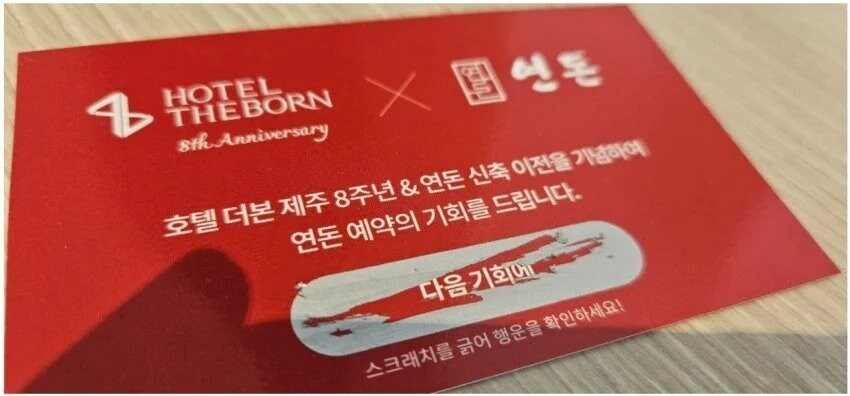 HOTEL
THEBORN
8th Anniversary
연돈
연돈
호텔 더본 제주 8주년 & 연돈 신축 이전을 기념하여
연돈 예약의 기회를 드립니다.
다음 기회에
스크래치를 긁어 행운을 확인하세요!